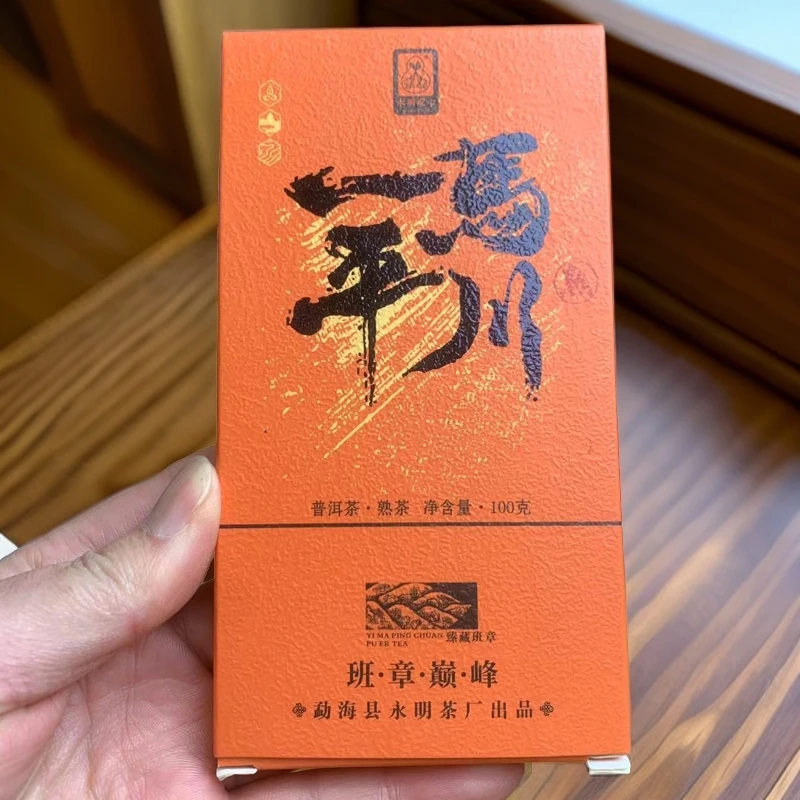 一馬
平川
普洱茶·熟茶 净含量·100克
YI MA PING CHUAN
PU ER TEA
臻藏班章
班·章·巅·峰
勐海县永明茶厂出品